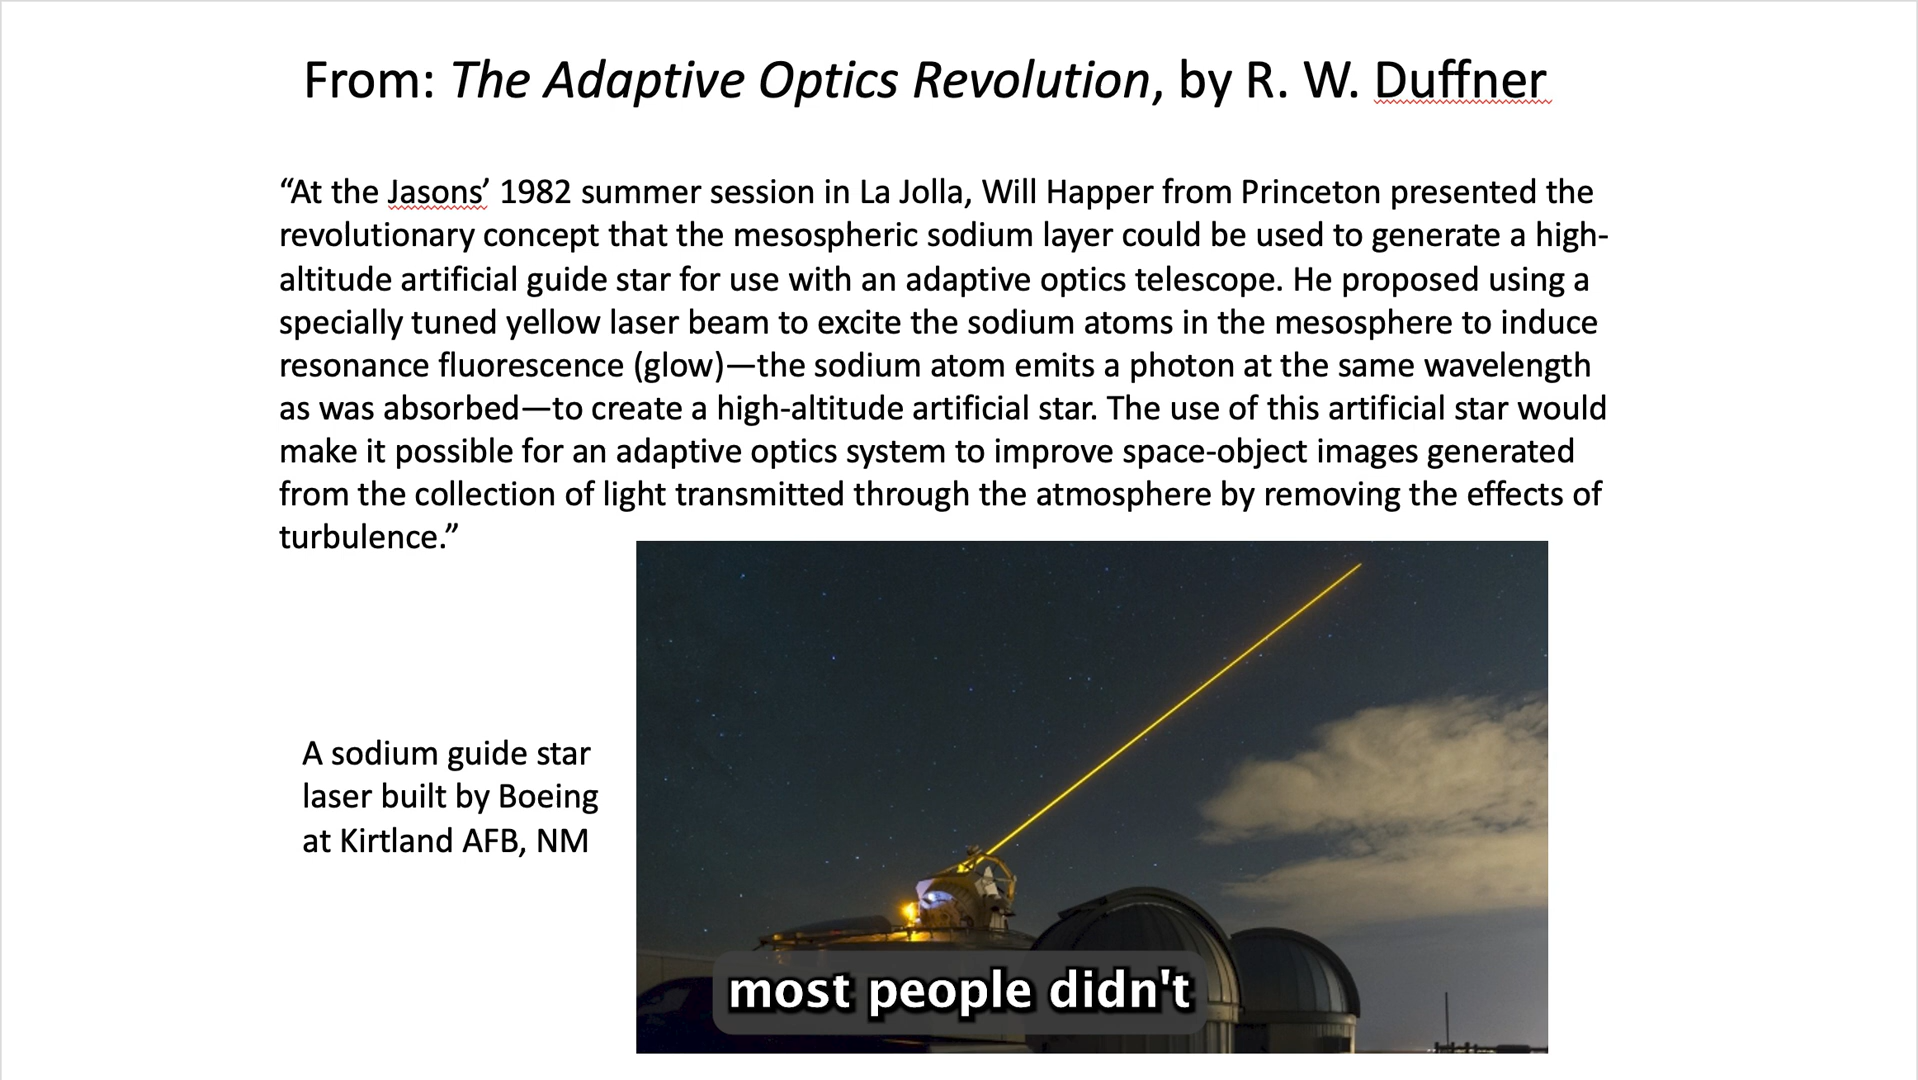 From: The Adaptive Optics Revolution, by R. W. Duffner
“At the Jasons’ 1982 summer session in La Jolla, Will Happer from Princeton presented the
revolutionary concept that the mesospheric sodium layer could be used to generate a high-
altitude artificial guide star for use with an adaptive optics telescope. He proposed using a
specially tuned yellow laser beam to excite the sodium atoms in the mesosphere to induce
resonance fluorescence (glow)—the sodium atom emits a photon at the same wavelength
as was absorbed—to create a high-altitude artificial star. The use of this artificial star would
make it possible for an adaptive optics system to improve space-object images generated
from the collection of light transmitted through the atmosphere by removing the effects of
turbulence.”
A sodium guide star
laser built by Boeing
at Kirtland AFB, NM
most people didn't